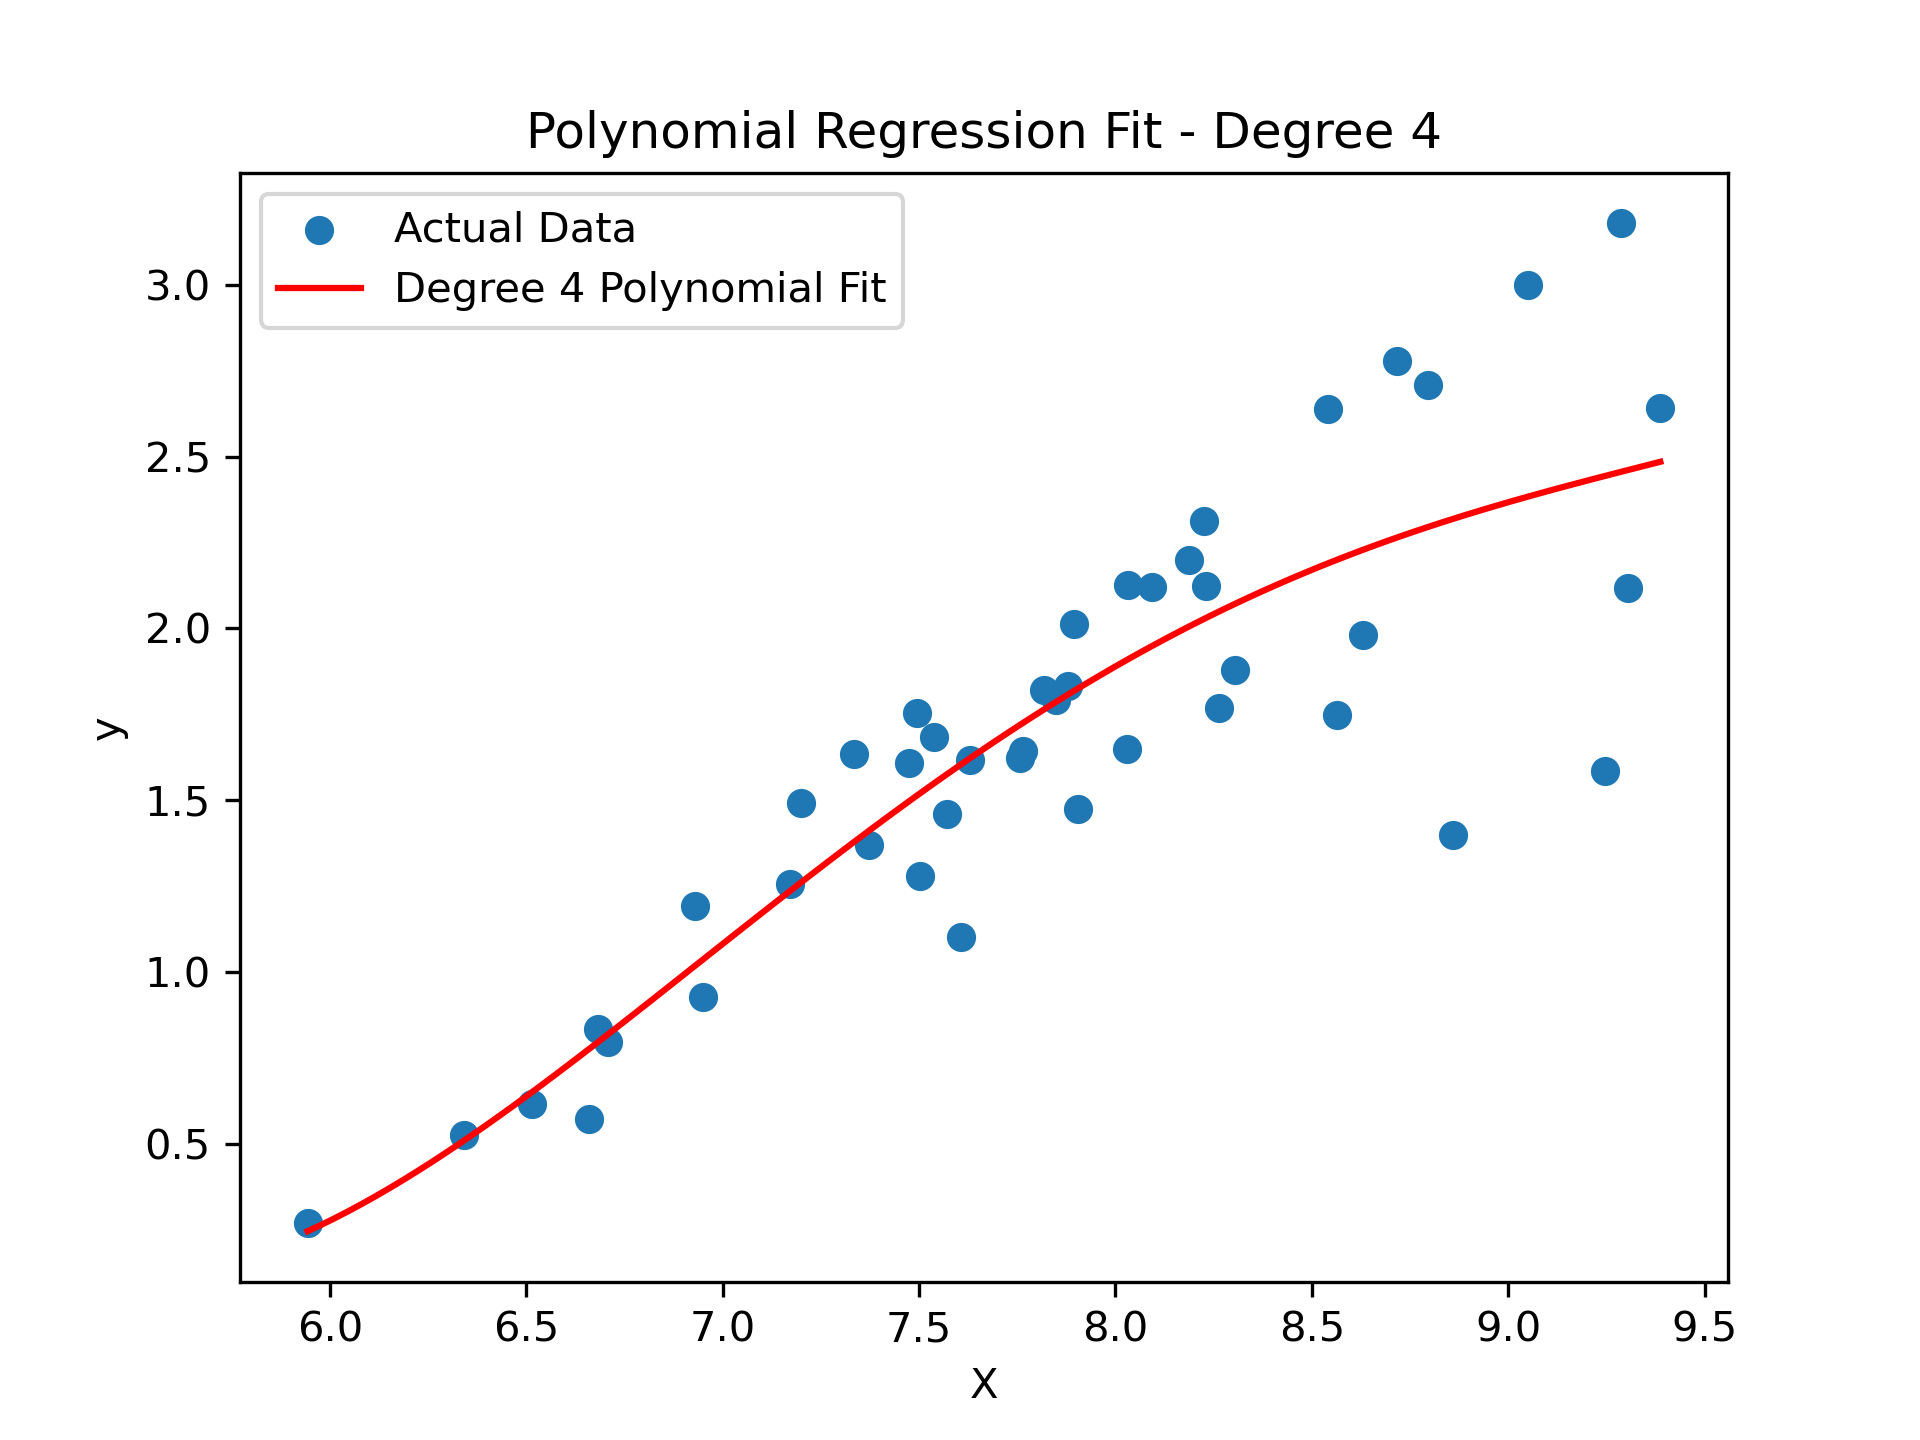 Polynomial Regression Fit - Degree 4
Actual Data
Degree 4 Polynomial Fit
3.0
2.5
2.0
1.5
1.0
0.5
y
6.0 6.5 7.0 7.5 8.0 8.5 9.0 9.5
X